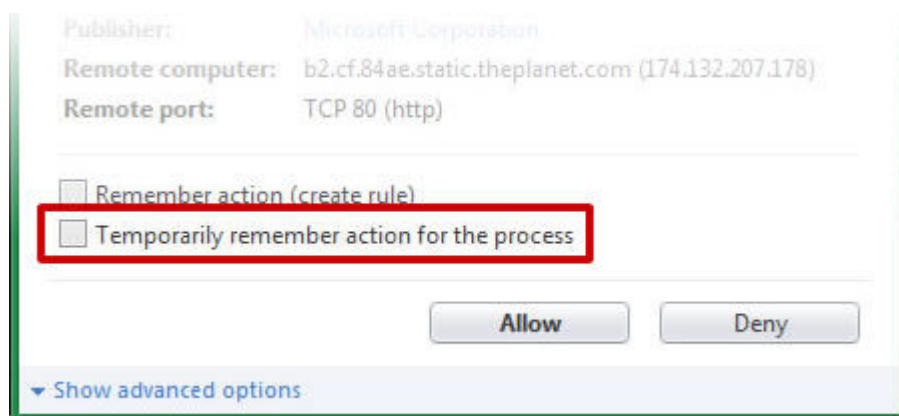 Publisher: Microsoft Corporation
Remote computer: b2.cf.84ae.static.theplanet.com (174.132.207.178)
Remote port: TCP 80 (http)
Remember action (create rule)
Temporarily remember action for the process
Allow Deny
Show advanced options